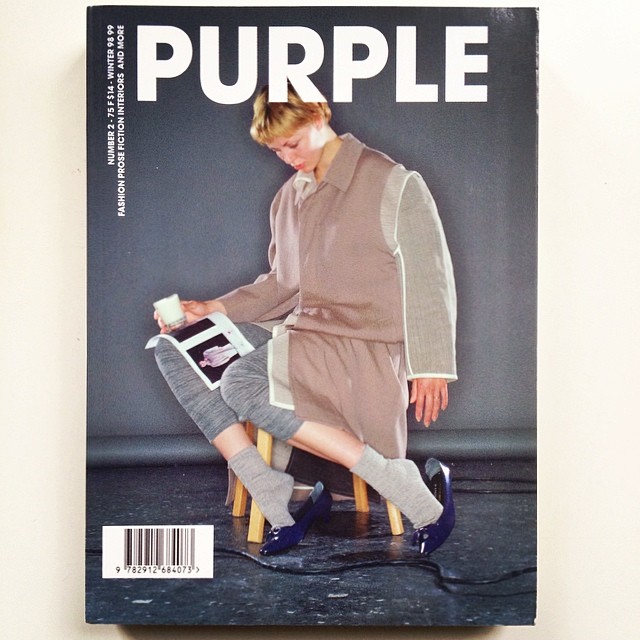 PURPLE
NUMBER 2 - 75 F $14 - WINTER 98 99
FASHION PROSE FICTION INTERIORS AND MORE
9 782912 684073 >